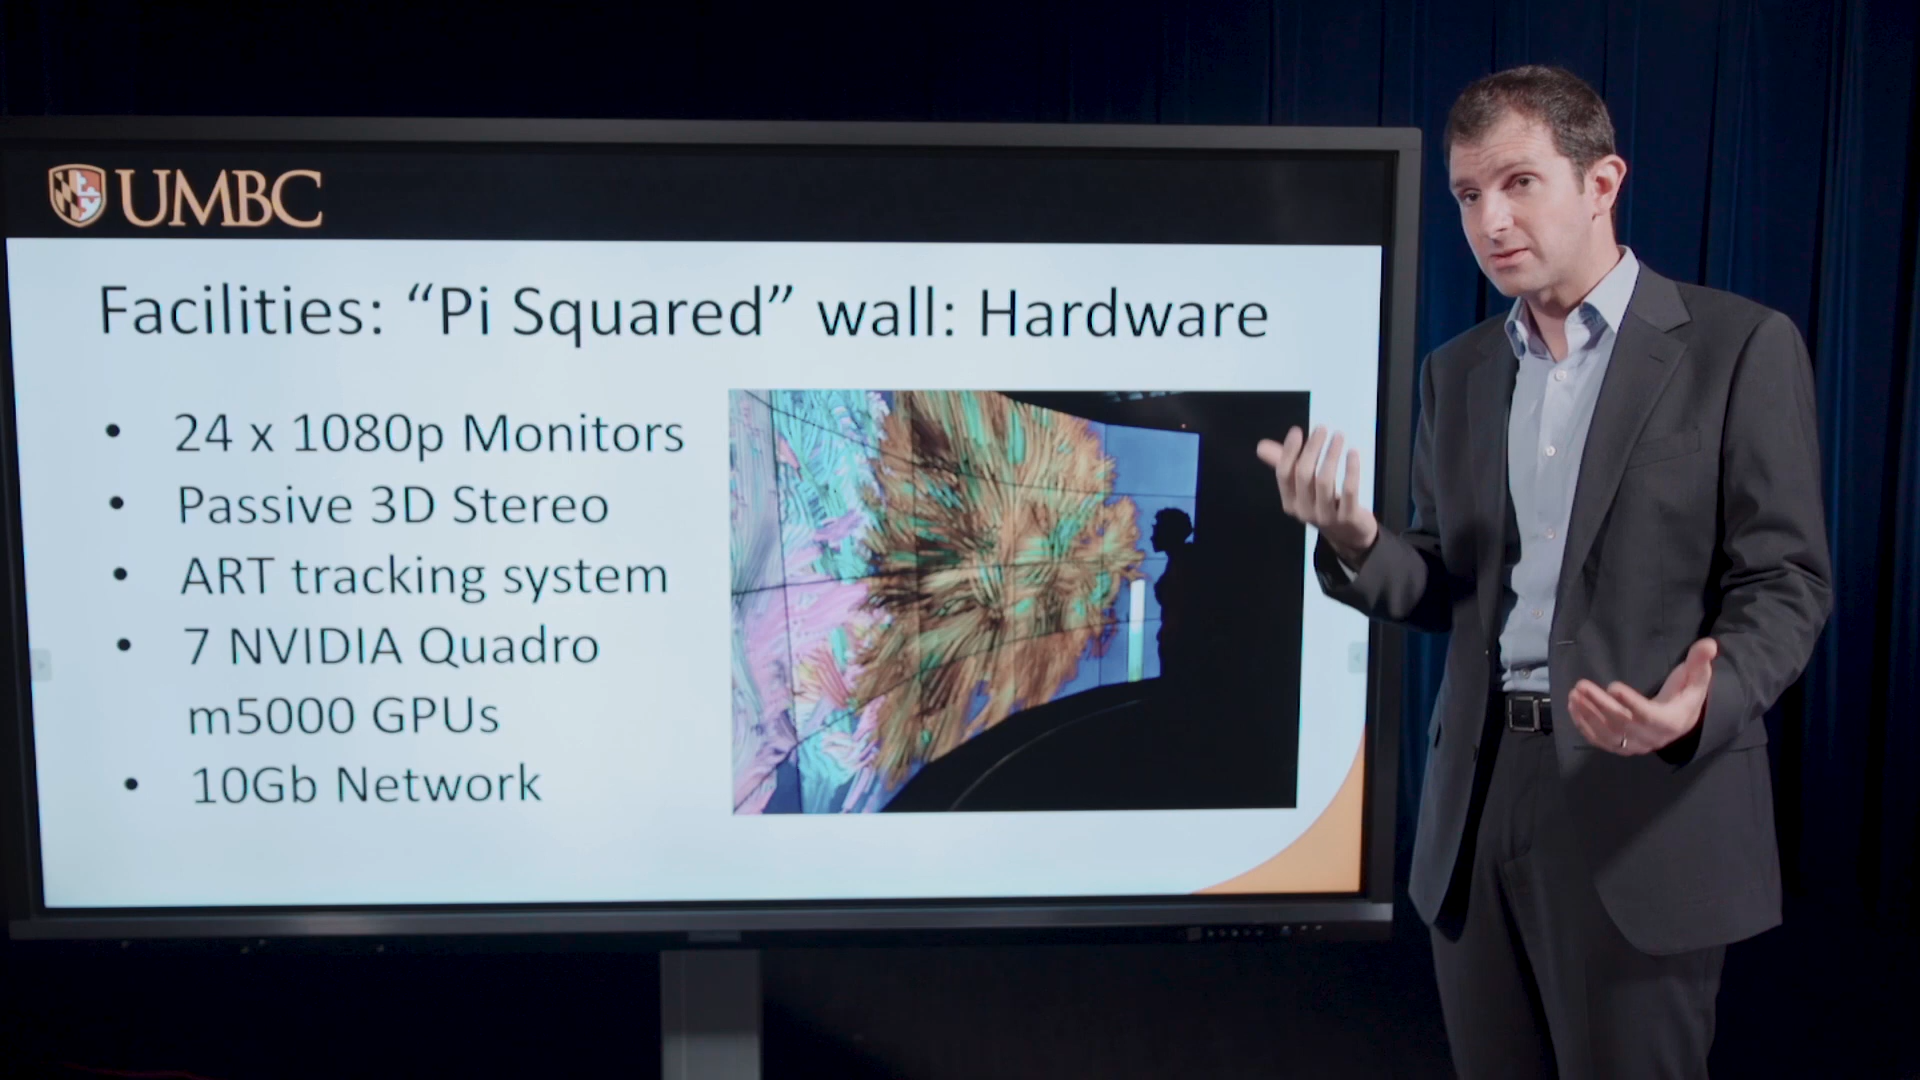 UMBC
Facilities: “Pi Squared” wall: Hardware
• 24 x 1080p Monitors
• Passive 3D Stereo
• ART tracking system
• 7 NVIDIA Quadro
m5000 GPUs
• 10Gb Network